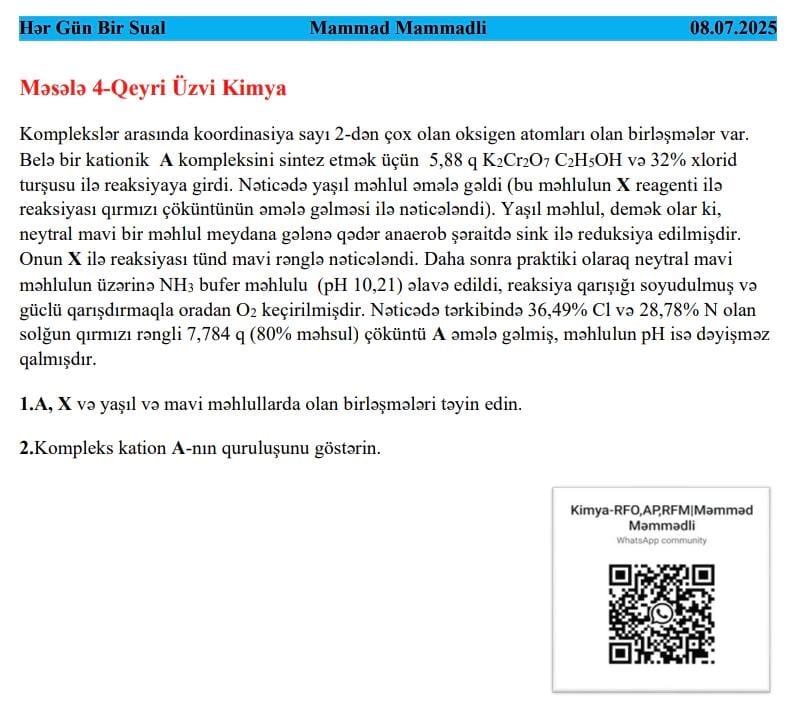 Hər Gün Bir Sual Mammad Mammadli 08.07.2025
Məsələ 4-Qeyri Üzvi Kimya
Komplekslər arasında koordinasiya sayı 2-dən çox olan oksigen atomları olan birləşmələr var.
Belə bir kationik A kompleksini sintez etmək üçün 5,88 q K₂Cr₂O₇ C₂H₅OH və 32% xlorid
turşusu ilə reaksiyaya girdi. Nəticədə yaşıl məhlul əmələ gəldi (bu məhlulun X reagenti ilə
reaksiyası qırmızı çöküntünün əmələ gəlməsi ilə nəticələndi). Yaşıl məhlul, demək olar ki,
neytral mavi bir məhlul meydana gələnə qədər anaerob şəraitdə sink ilə reduksiya edilmişdir.
Onun X ilə reaksiyası tünd mavi rənglə nəticələndi. Daha sonra praktiki olaraq neytral mavi
məhlulun üzərinə NH₃ bufer məhlulu (pH 10,21) əlavə edildi, reaksiya qarışığı soyudulmuş və
güclü qarışdırmaqla oradan O₂ keçirilmişdir. Nəticədə tərkibində 36,49% Cl və 28,78% N olan
solğun qırmızı rəngli 7,784 q (80% məhsul) çöküntü A əmələ gəlmiş, məhlulun pH isə dəyişməz
qalmışdır.
1.A, X və yaşıl və mavi məhlullarda olan birləşmələri təyin edin.
2.Kompleks kation A-nın quruluşunu göstərin.
Kimya-RFO,AP,RFM|Məmməd
Məmmədli
WhatsApp community